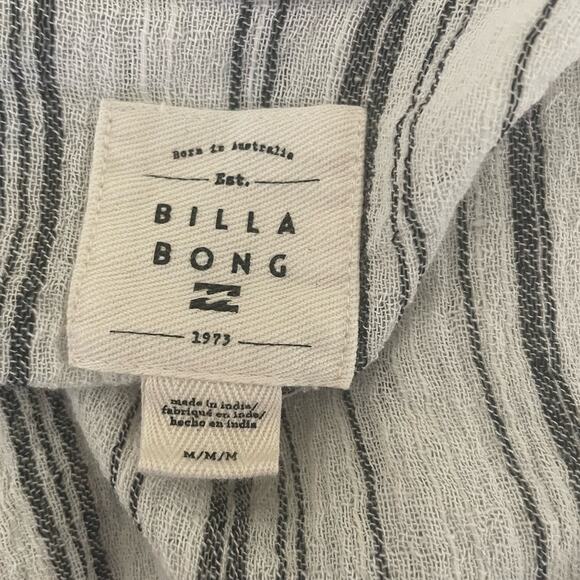 Born in Australia
Est.
BILLA
BONG
1973
made in india/
fabriqué en inde/
hecho en india
M/M/M